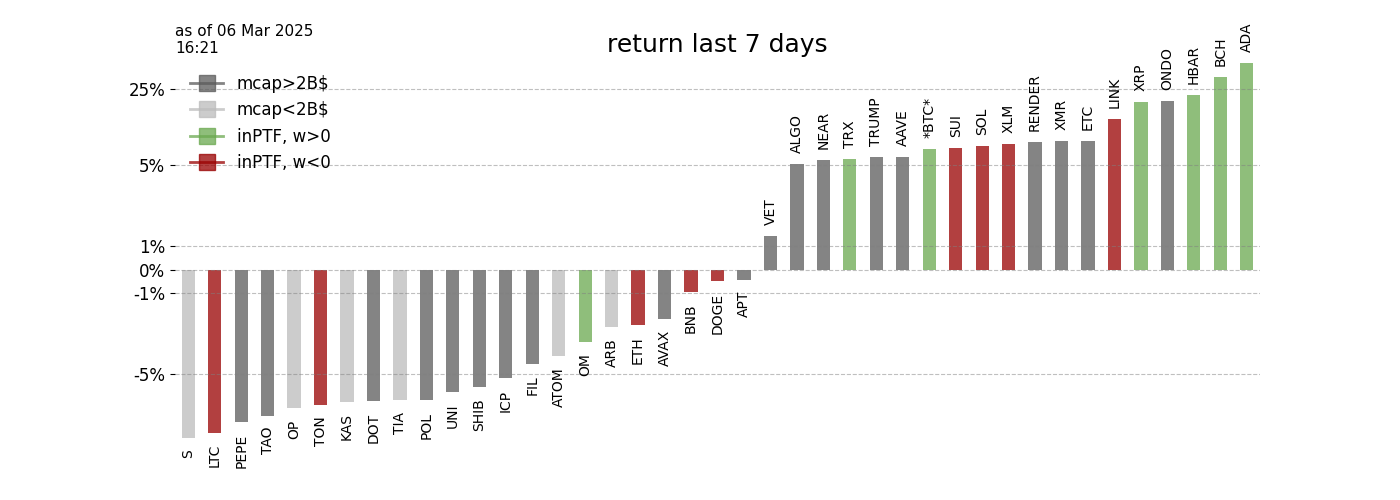 as of 06 Mar 2025
16:21
return last 7 days
mcap>2B$
mcap<2B$
inPTF, w>0
inPTF, w<0
25%
5%
1%
0%
-1%
-5%
S
LTC
PEPE
TAO
OP
TON
KAS
DOT
TIA
POL
UNI
SHIB
ICP
FIL
ATOM
OM
ARB
ETH
AVAX
BNB
DOGE
APT
VET
ALGO
NEAR
TRX
TRUMP
AAVE
*BTC*
SUI
SOL
XLM
RENDER
XMR
ETC
LINK
XRP
ONDO
HBAR
BCH
ADA